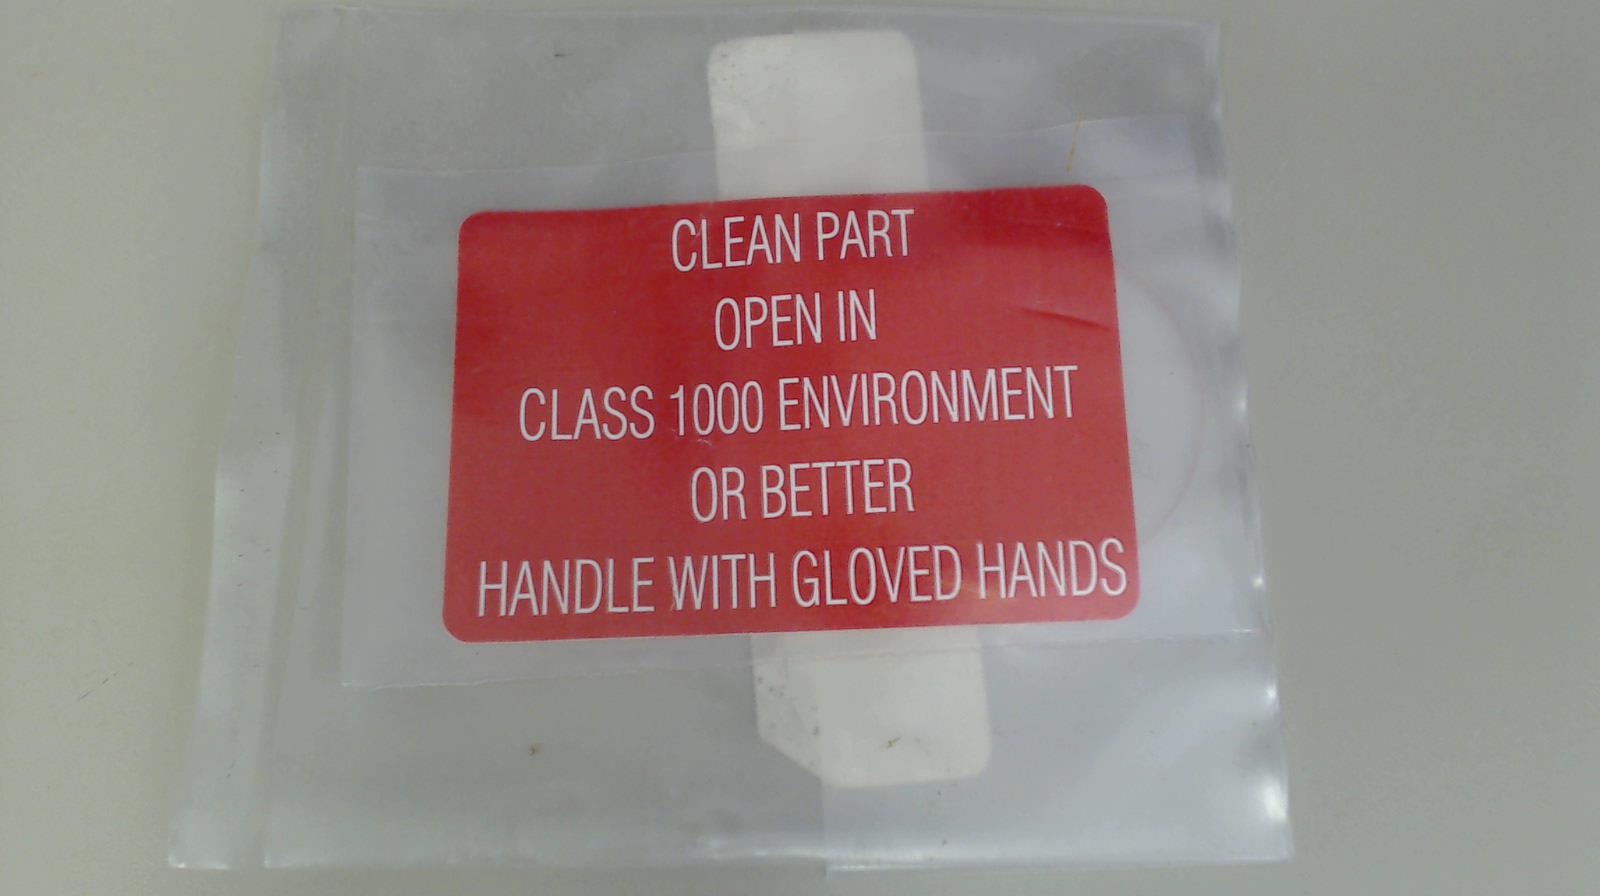 CLEAN PART
OPEN IN
CLASS 1000 ENVIRONMENT
OR BETTER
HANDLE WITH GLOVED HANDS